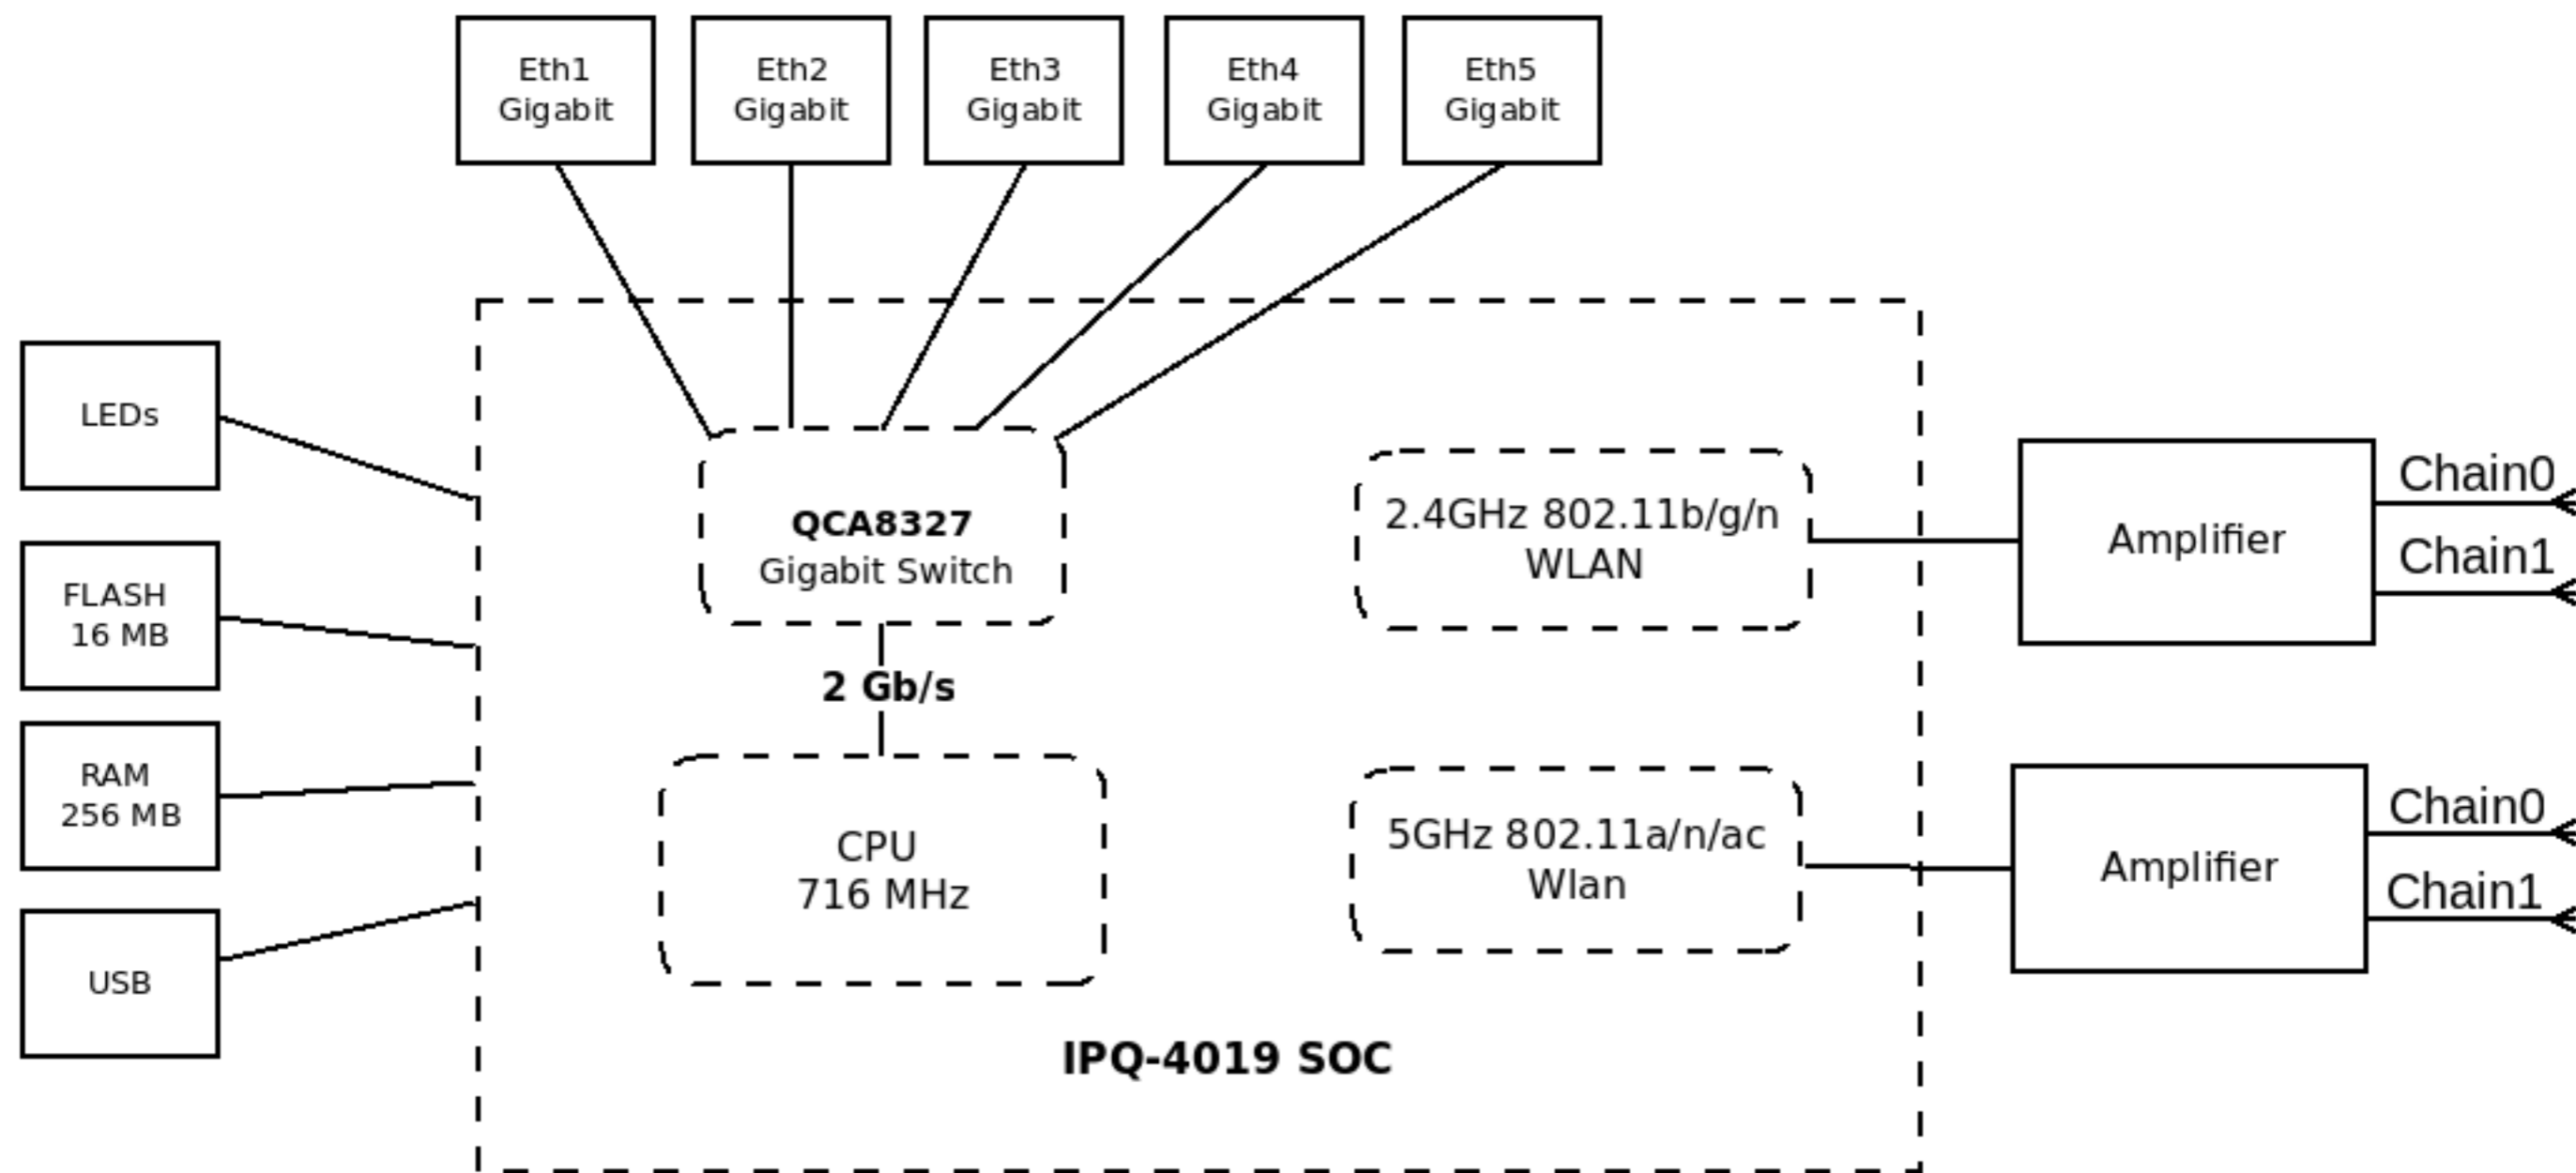 Eth1
Gigabit
Eth2
Gigabit
Eth3
Gigabit
Eth4
Gigabit
Eth5
Gigabit
LEDs
FLASH
16 MB
RAM
256 MB
USB
QCA8327
Gigabit Switch
2 Gb/s
CPU
716 MHz
2.4GHz 802.11b/g/n
WLAN
5GHz 802.11a/n/ac
Wlan
IPQ-4019 SOC
Amplifier
Chain0
Chain1
Amplifier
Chain0
Chain1